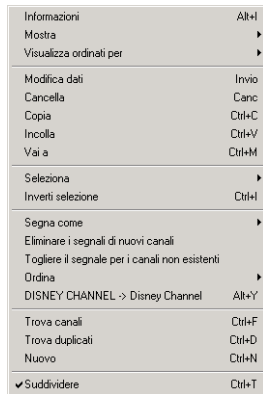 Informazioni Alt+I
Mostra
Visualizza ordinati per
Modifica dati Invio
Cancella Canc
Copia Ctrl+C
Incolla Ctrl+V
Vai a Ctrl+M
Seleziona
Inverti selezione Ctrl+I
Segna come
Eliminare i segnali di nuovi canali
Togliere il segnale per i canali non esistenti
Ordina
DISNEY CHANNEL -> Disney Channel Alt+Y
Trova canali Ctrl+F
Trova duplicati Ctrl+D
Nuovo Ctrl+N
Suddividere Ctrl+T